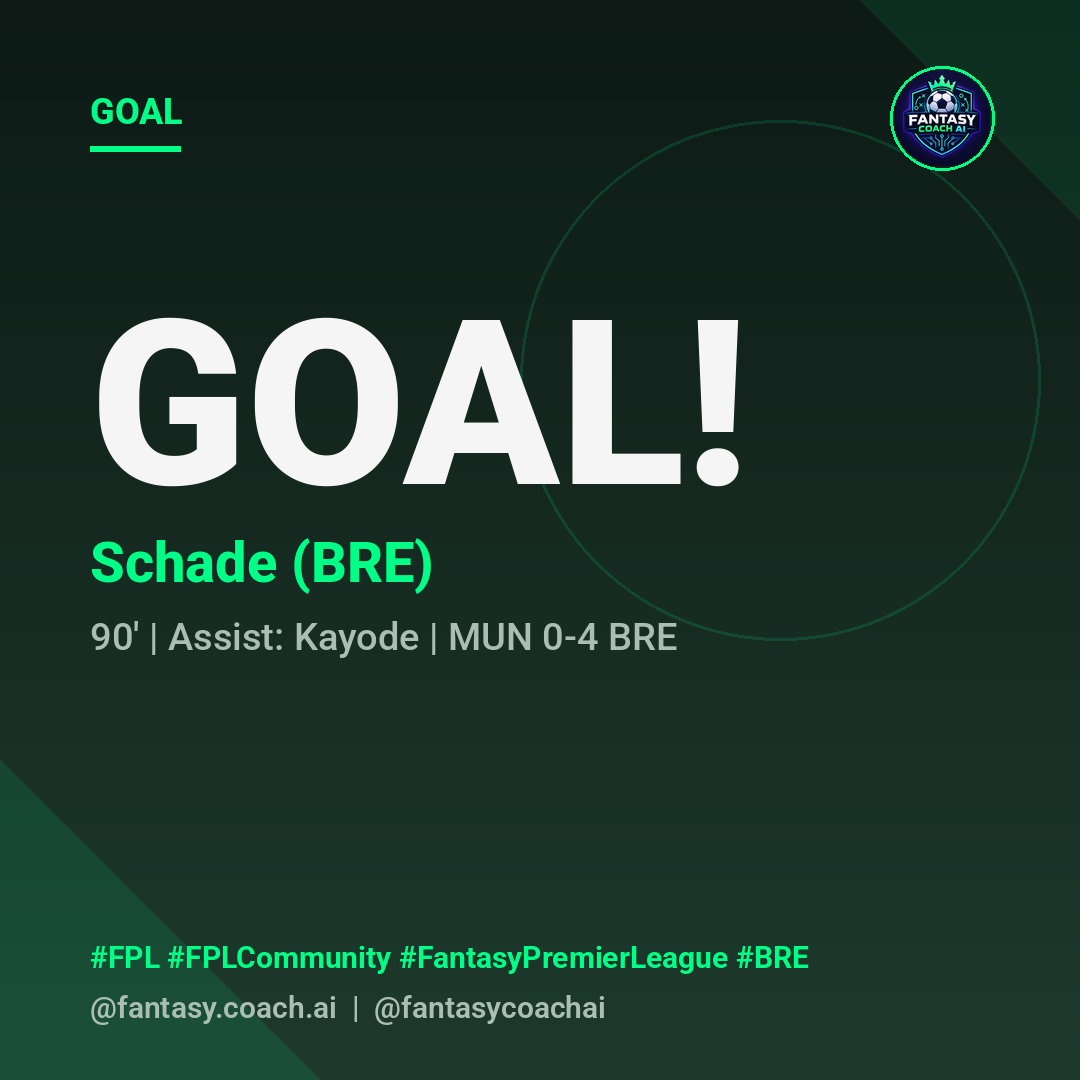 GOAL
FANTASY
COACH AI
GOAL!
Schade (BRE)
90' | Assist: Kayode | MUN 0-4 BRE
#FPL #FPLCommunity #FantasyPremierLeague #BRE
@fantasy.coach.ai | @fantasycoachai